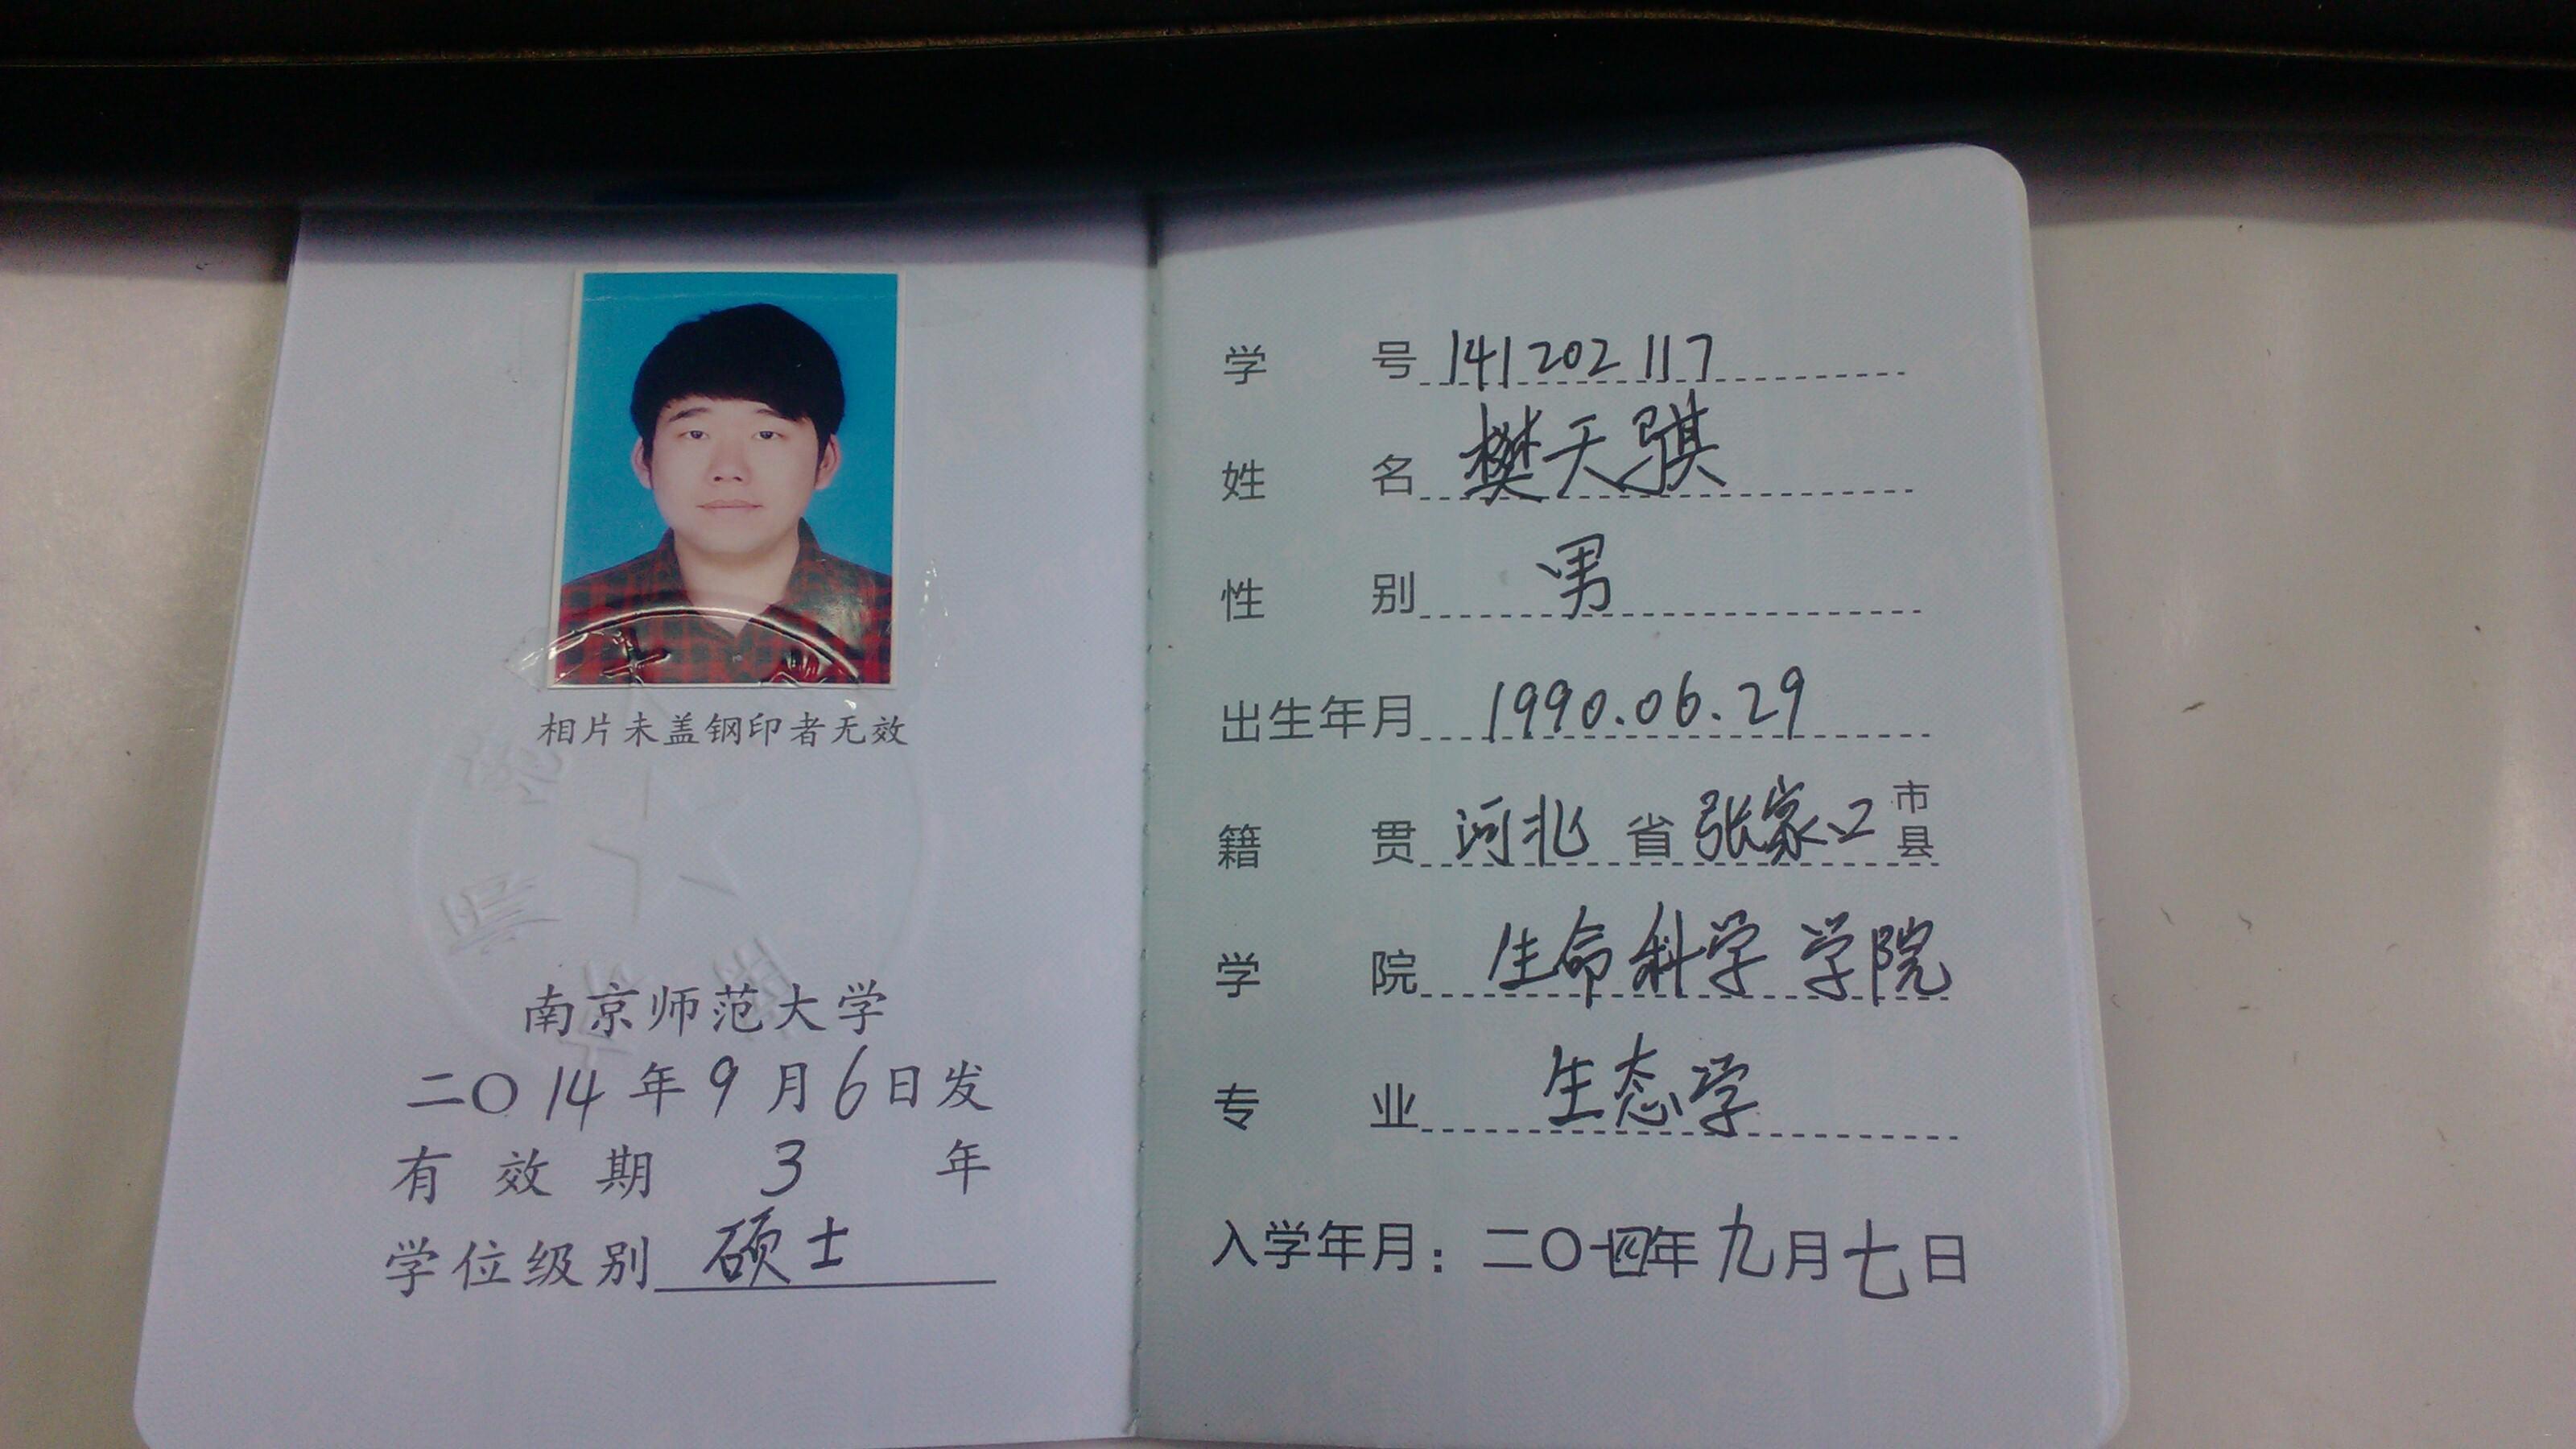 相片未盖钢印者无效
南京师范大学
二〇14年9月6日发
有效期 3 年
学位级别 硕士
学号 141202117
姓名 樊天骐
性别 男
出生年月 1990.06.29
籍贯 河北 省 张家口 市县
学院 生命科学学院
专业 生态学
入学年月：二〇一四年九月七日